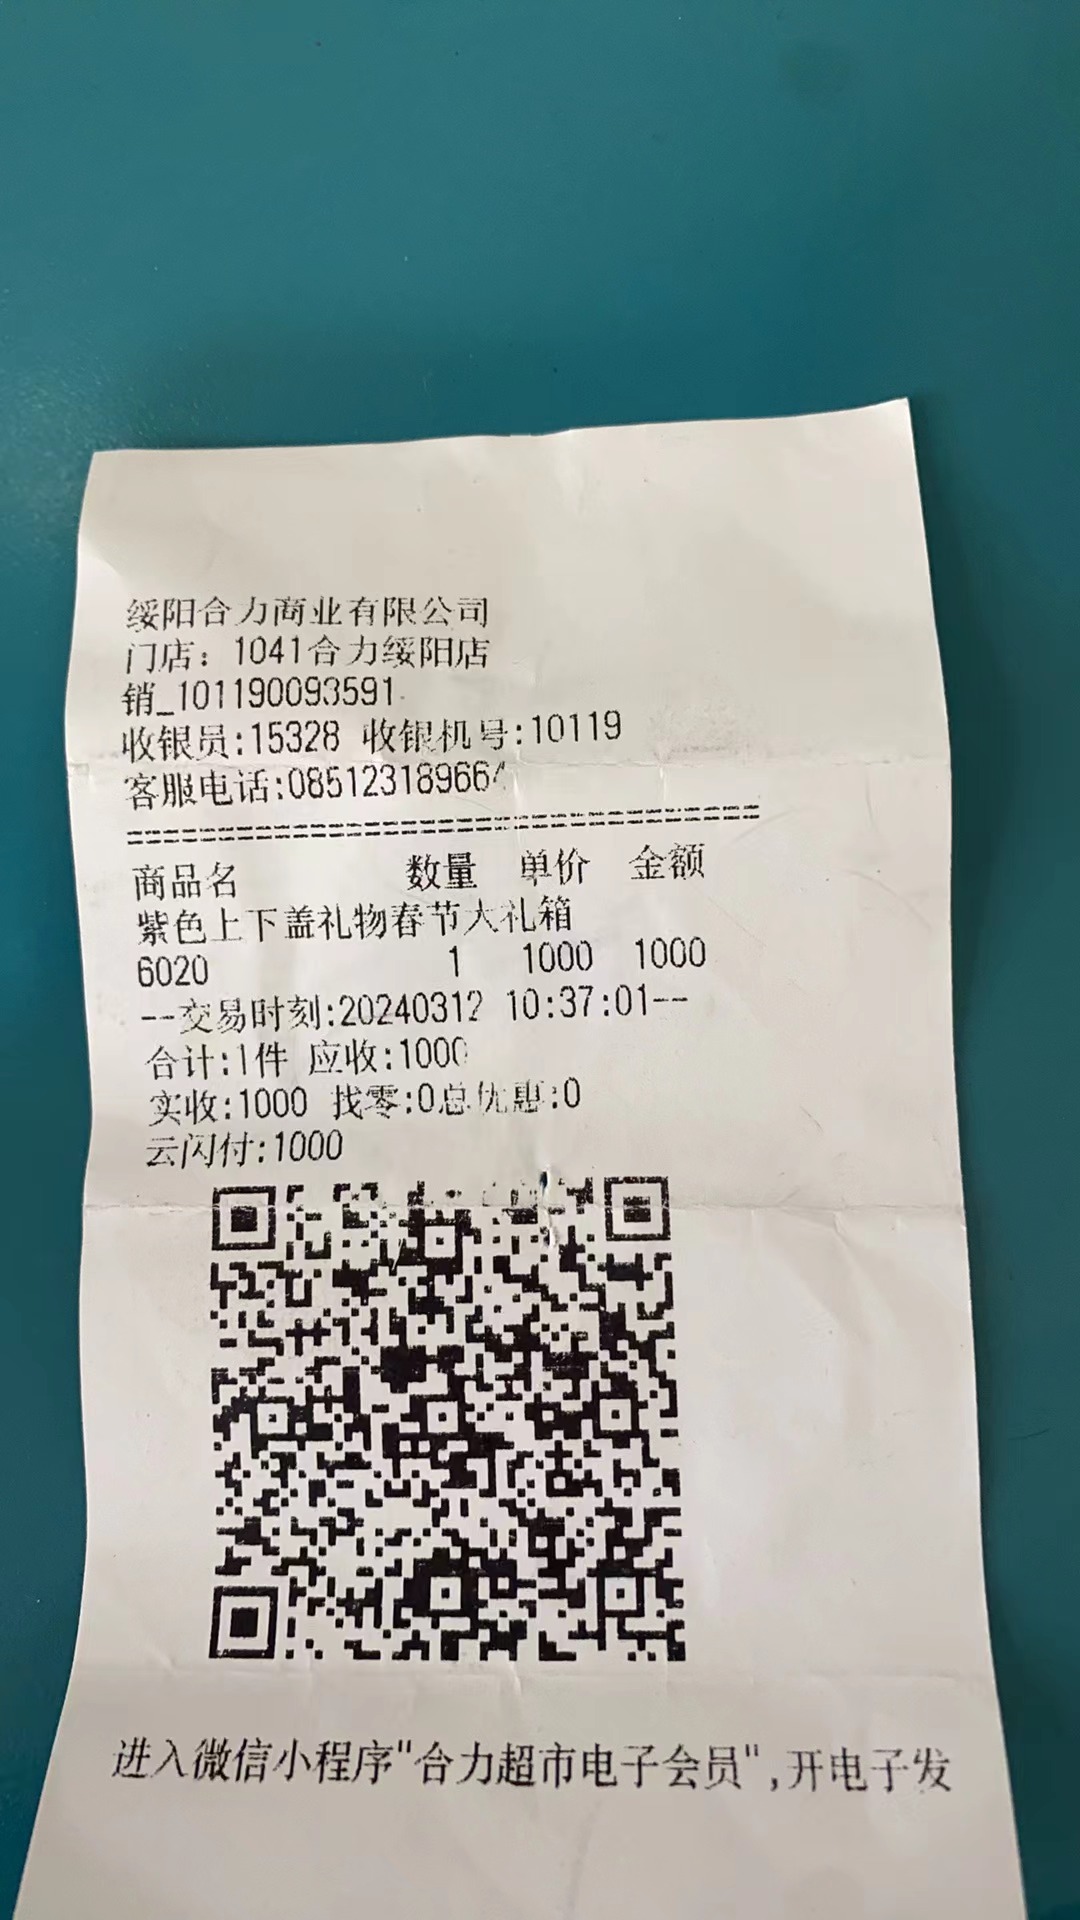 绥阳合力商业有限公司
门店：1041合力绥阳店
销_101190093591
收银员:15328 收银机号:10119
客服电话:085123189664
商品名 数量 单价 金额
紫色上下盖礼物春节大礼箱
6020 1 1000 1000
--交易时刻:20240312 10:37:01--
合计:1件 应收:1000
实收:1000 找零:0总优惠:0
云闪付:1000
进入微信小程序"合力超市电子会员",开电子发